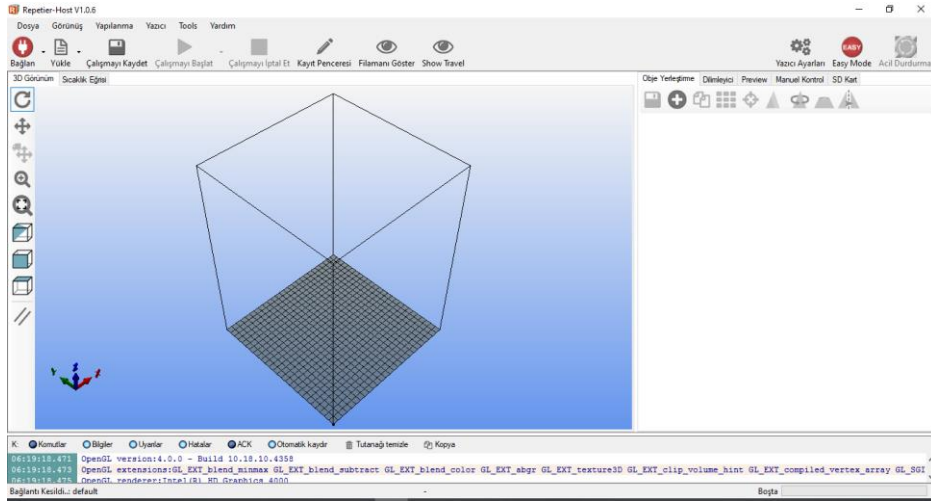 Repetier-Host V1.0.6
Dosya Görünüş Yapılanma Yazıcı Tools Yardım
Bağlan Yükle Çalışmayı Kaydet Çalışmayı Başlat Çalışmayı İptal Et Kayıt Penceresi Filamanı Göster Show Travel Yazıcı Ayarları Easy Mode Acil Durdurma
EASY
3D Görünüm Sıcaklık Eğrisi Obje Yerleştirme Dilimleyici Preview Manuel Kontrol SD Kart
K: Komutlar Bilgiler Uyarılar Hatalar ACK Otomatik kaydır Tutanağı temizle Kopya
06:19:18.471 OpenGL version:4.0.0 - Build 10.18.10.4358
06:19:18.473 OpenGL extensions:GL_EXT_blend_minmax GL_EXT_blend_subtract GL_EXT_blend_color GL_EXT_abgr GL_EXT_texture3D GL_EXT_clip_volume_hint GL_EXT_compiled_vertex_array GL_SGI
06:19:18.475 OpenGL renderer:Intel(R) HD Graphics 4000
Bağlantı Kesildi..: default - Boşta